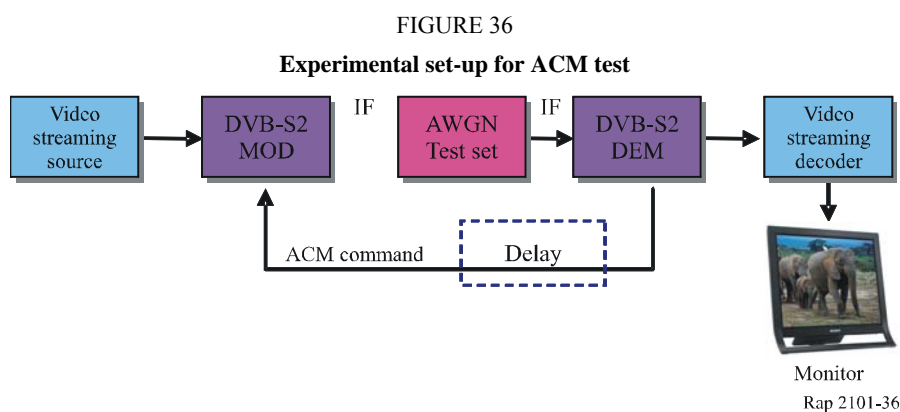 FIGURE 36
Experimental set-up for ACM test
Video
streaming
source
DVB-S2
MOD
IF
AWGN
Test set
IF
DVB-S2
DEM
Video
streaming
decoder
ACM command
Delay
Monitor
Rap 2101-36